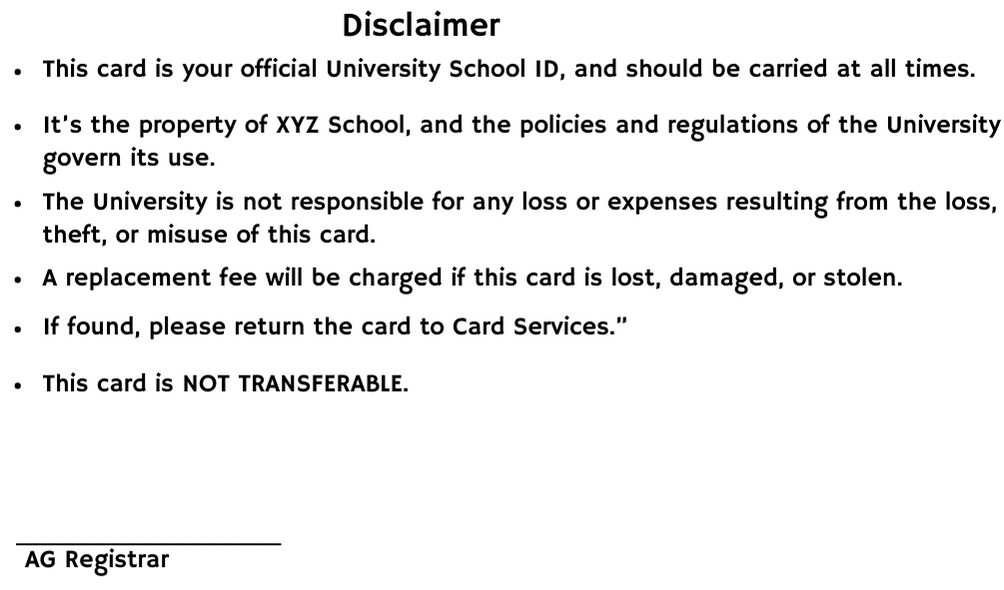 Disclaimer
• This card is your official University School ID, and should be carried at all times.
• It's the property of XYZ School, and the policies and regulations of the University
govern its use.
• The University is not responsible for any loss or expenses resulting from the loss,
theft, or misuse of this card.
• A replacement fee will be charged if this card is lost, damaged, or stolen.
• If found, please return the card to Card Services."
• This card is NOT TRANSFERABLE.
AG Registrar